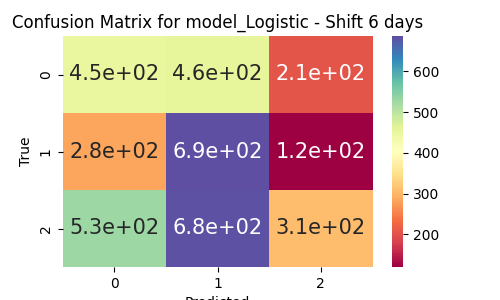 Confusion Matrix for model_Logistic - Shift 6 days
0 4.5e+02 4.6e+02 2.1e+02
1 2.8e+02 6.9e+02 1.2e+02
2 5.3e+02 6.8e+02 3.1e+02
True
0 1 2
Predicted
600
500
400
300
200